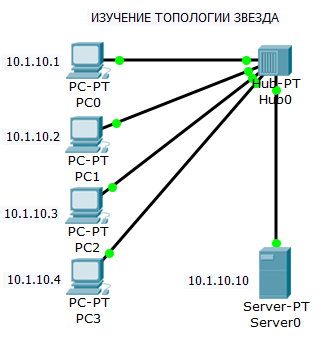 ИЗУЧЕНИЕ ТОПОЛОГИИ ЗВЕЗДА
10.1.10.1
PC-PT
PC0
Hub-PT
Hub0
10.1.10.2
PC-PT
PC1
10.1.10.3
PC-PT
PC2
10.1.10.4
PC-PT
PC3
10.1.10.10
Server-PT
Server0